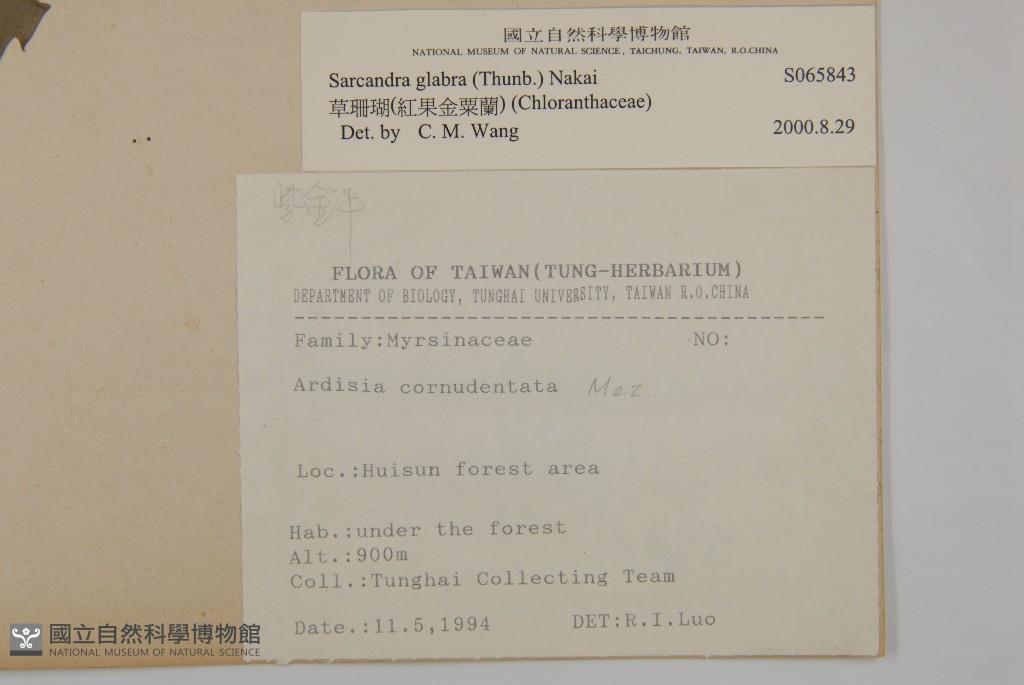 國立自然科學博物館
NATIONAL MUSEUM OF NATURAL SCIENCE, TAICHUNG, TAIWAN, R.O.CHINA
Sarcandra glabra (Thunb.) Nakai S065843
草珊瑚(紅果金粟蘭) (Chloranthaceae)
Det. by C. M. Wang 2000.8.29
紫金牛
FLORA OF TAIWAN(TUNG-HERBARIUM)
DEPARTMENT OF BIOLOGY, TUNGHAI UNIVERSITY, TAIWAN R.O.CHINA
Family:Myrsinaceae NO:
Ardisia cornudentata Mez.
Loc.:Huisun forest area
Hab.:under the forest
Alt.:900m
Coll.:Tunghai Collecting Team
Date.:11.5,1994 DET:R.I.Luo
國立自然科學博物館
NATIONAL MUSEUM OF NATURAL SCIENCE